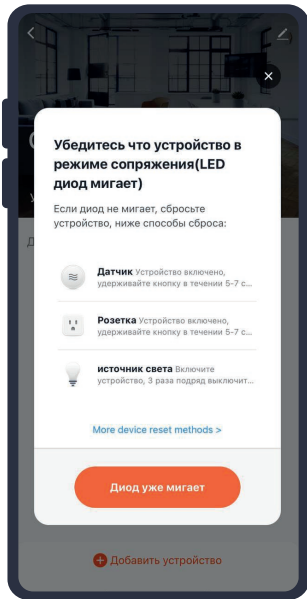 Убедитесь что устройство в
режиме сопряжения(LED
диод мигает)
Если диод не мигает, сбросьте
устройство, ниже способы сброса:
Датчик Устройство включено,
удерживайте кнопку в течении 5-7 с...
Розетка Устройство включено,
удерживайте кнопку в течении 5-7 с...
источник света Включите
устройство, 3 раза подряд выключит...
More device reset methods >
Диод уже мигает
Добавить устройство